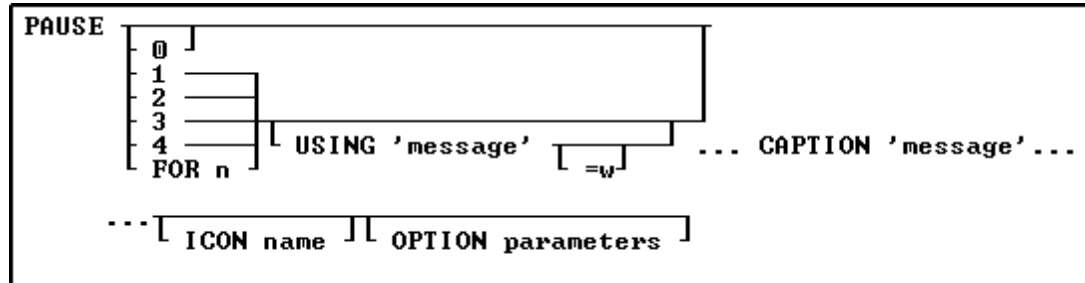 PAUSE
0
1
2
3
4 USING 'message' ... CAPTION 'message'...
FOR n =w
... ICON name OPTION parameters